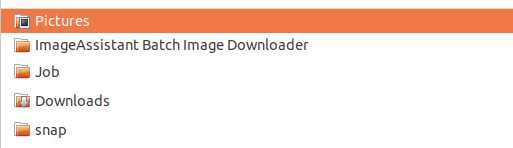 Pictures
ImageAssistant Batch Image Downloader
Job
Downloads
snap